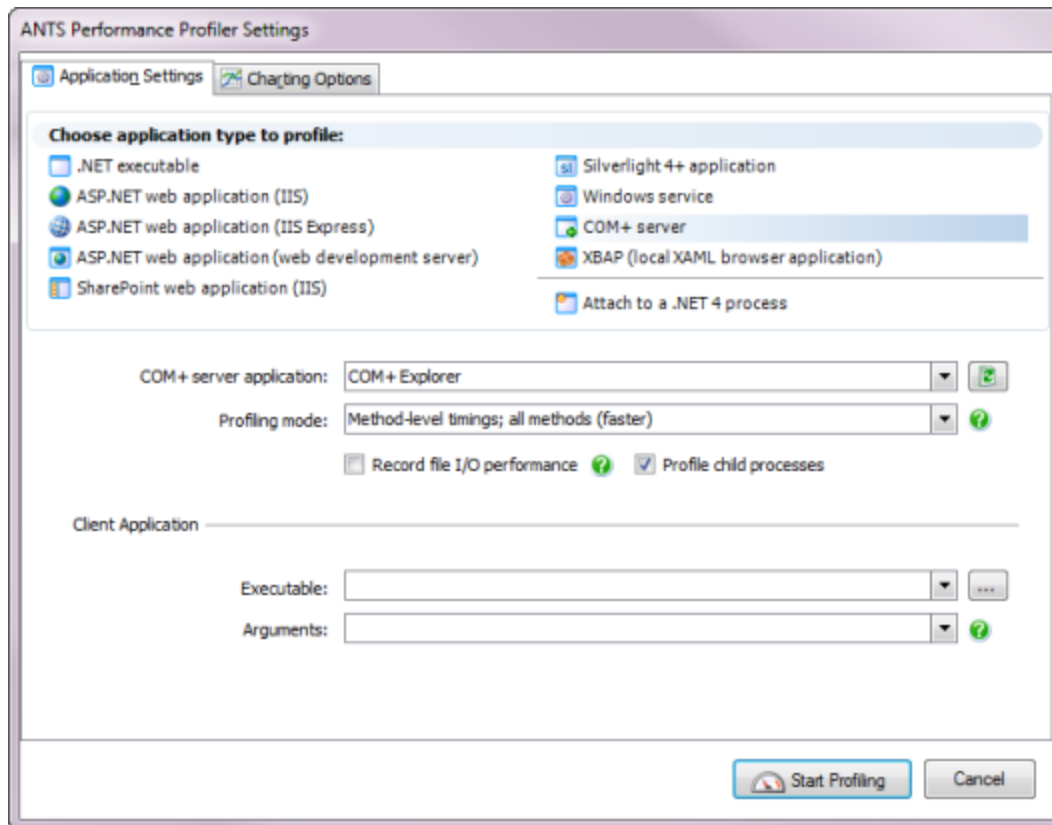 ANTS Performance Profiler Settings
Application Settings
Charting Options
Choose application type to profile:
.NET executable
ASP.NET web application (IIS)
ASP.NET web application (IIS Express)
ASP.NET web application (web development server)
SharePoint web application (IIS)
sl Silverlight 4+ application
Windows service
COM+ server
XBAP (local XAML browser application)
Attach to a .NET 4 process
COM+ server application: COM+ Explorer
Profiling mode: Method-level timings; all methods (faster) ?
Record file I/O performance ? Profile child processes
Client Application
Executable: ...
Arguments: ?
Start Profiling Cancel